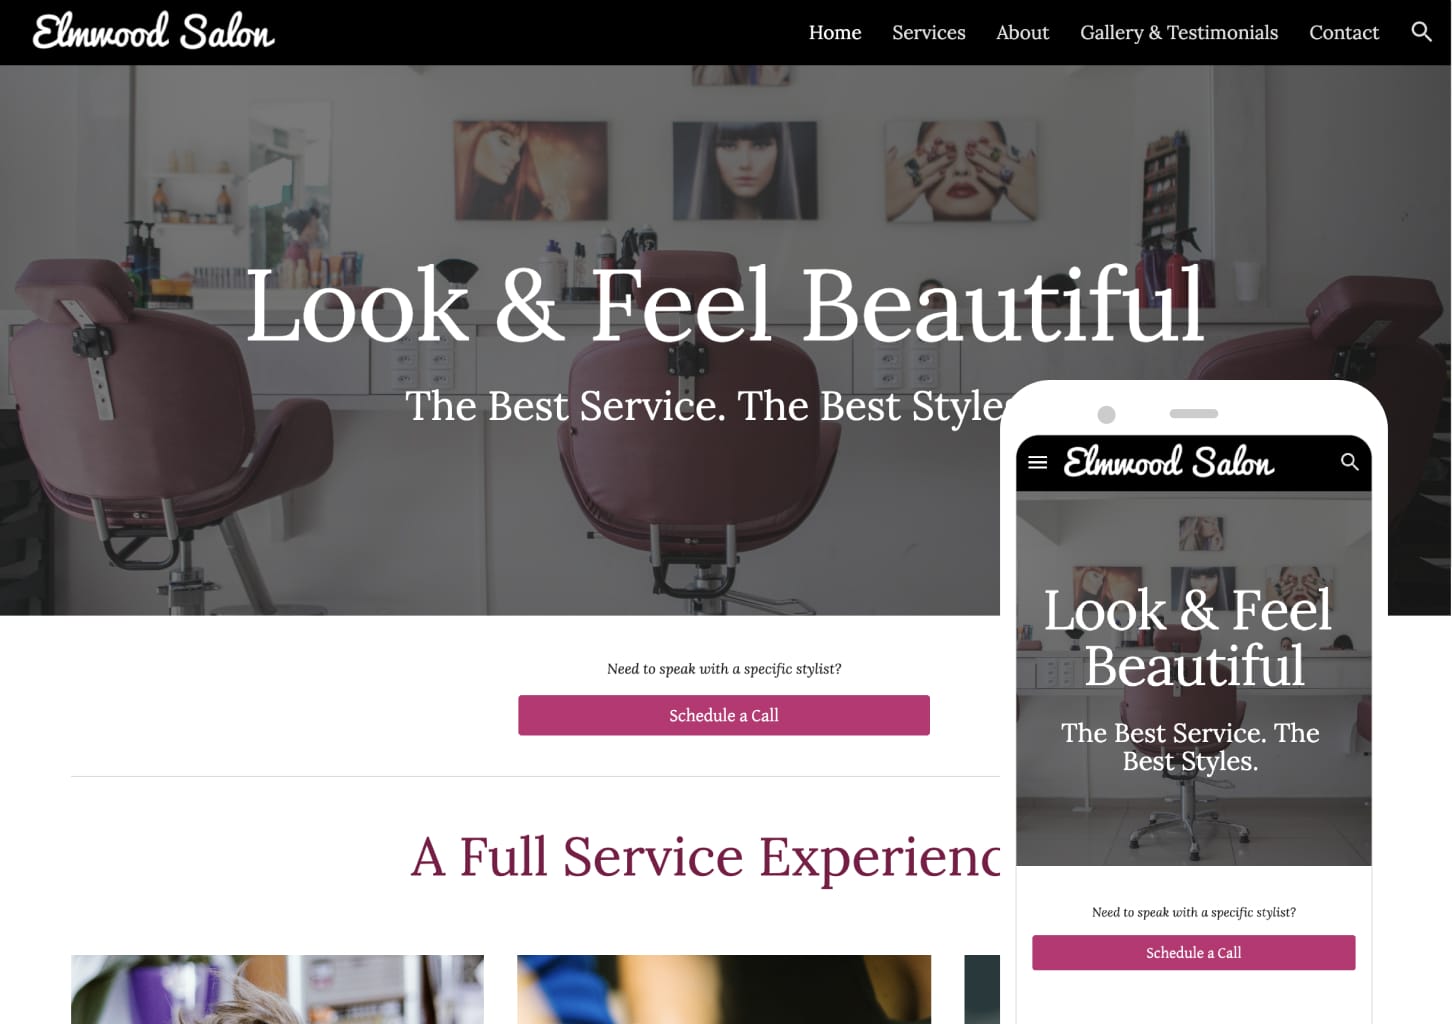 Elmwood Salon
Home Services About Gallery & Testimonials Contact
Look & Feel Beautiful
The Best Service. The Best Styles
Need to speak with a specific stylist?
Schedule a Call
A Full Service Experienc
Elmwood Salon
Look & Feel
Beautiful
The Best Service. The
Best Styles.
Need to speak with a specific stylist?
Schedule a Call